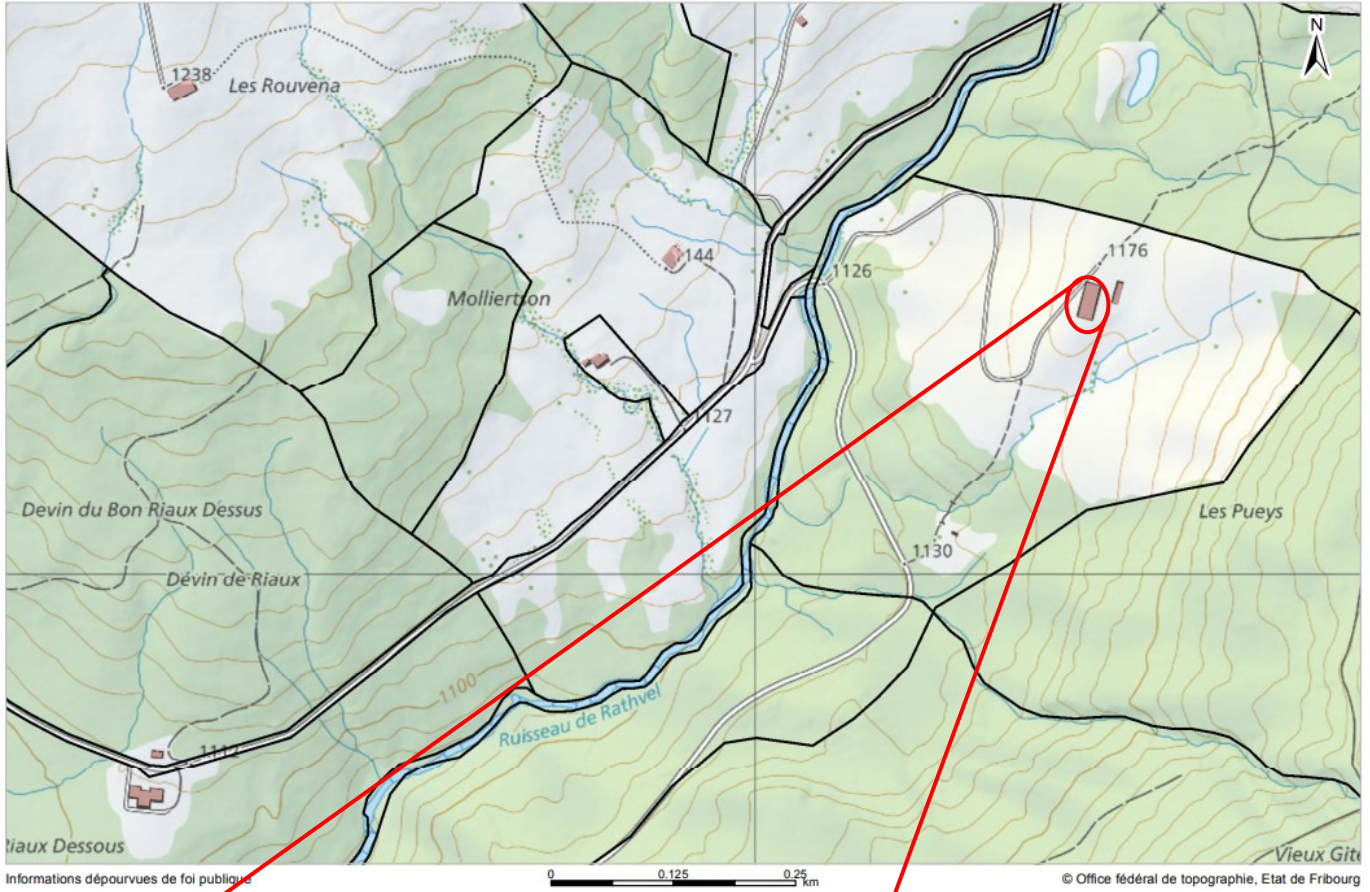 N
1238
Les Rouvena
1176
144
1126
Molliertson
1127
Devin du Bon Riaux Dessus
Les Pueys
1130
Dévin de Riaux
1100
Ruisseau de Rathvel
1112
Riaux Dessous
Vieux Gite
Informations dépourvues de foi publique
0 0.125 0.25
km
© Office fédéral de topographie, Etat de Fribourg